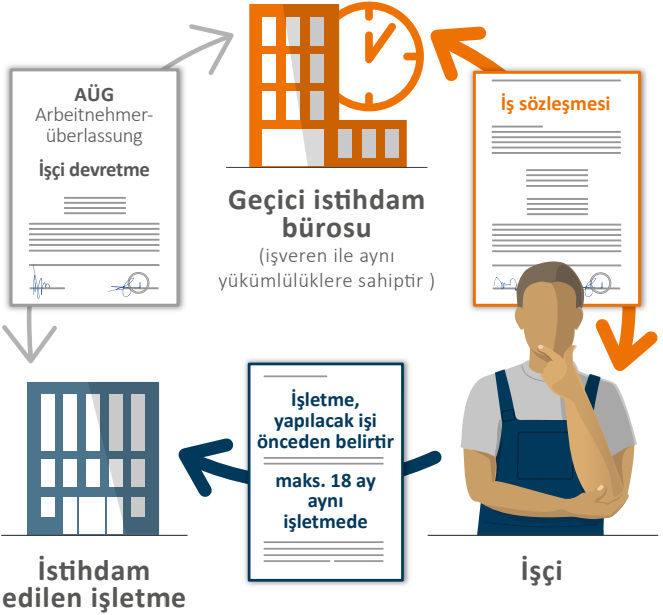 AÜG
Arbeitnehmer-
überlassung
İşçi devretme
İş sözleşmesi
Geçici istihdam
bürosu
(işveren ile aynı
yükümlülüklere sahiptir )
İşletme,
yapılacak işi
önceden belirtir
maks. 18 ay
aynı
işletmede
İstihdam
edilen işletme
İşçi